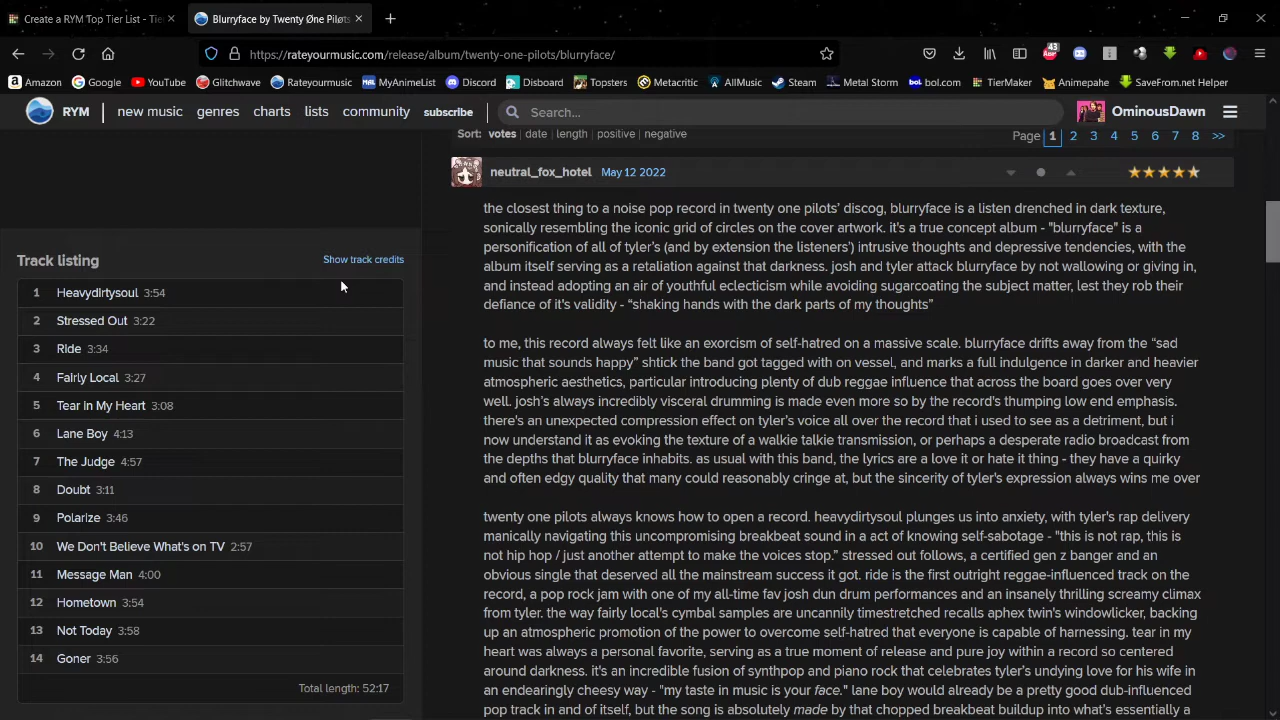 Create a RYM Top Tier List - Tie
Blurryface by Twenty Øne Piløts
https://rateyourmusic.com/release/album/twenty-one-pilots/blurryface/
43
Amazon Google YouTube Glitchwave Rateyourmusic MyAnimeList Discord Disboard Topsters Metacritic AllMusic Steam Metal Storm bol.com TierMaker Animepahe SaveFrom.net Helper
RYM new music genres charts lists community subscribe Search... OminousDawn
Sort: votes | date | length | positive | negative
Page 1 2 3 4 5 6 7 8 >>
neutral_fox_hotel May 12 2022
the closest thing to a noise pop record in twenty one pilots' discog, blurryface is a listen drenched in dark texture,
sonically resembling the iconic grid of circles on the cover artwork. it's a true concept album - "blurryface" is a
personification of all of tyler's (and by extension the listeners') intrusive thoughts and depressive tendencies, with the
album itself serving as a retaliation against that darkness. josh and tyler attack blurryface by not wallowing or giving in,
and instead adopting an air of youthful eclecticism while avoiding sugarcoating the subject matter, lest they rob their
defiance of it's validity - “shaking hands with the dark parts of my thoughts”
to me, this record always felt like an exorcism of self-hatred on a massive scale. blurryface drifts away from the “sad
music that sounds happy” shtick the band got tagged with on vessel, and marks a full indulgence in darker and heavier
atmospheric aesthetics, particular introducing plenty of dub reggae influence that across the board goes over very
well. josh's always incredibly visceral drumming is made even more so by the record's thumping low end emphasis.
there's an unexpected compression effect on tyler's voice all over the record that i used to see as a detriment, but i
now understand it as evoking the texture of a walkie talkie transmission, or perhaps a desperate radio broadcast from
the depths that blurryface inhabits. as usual with this band, the lyrics are a love it or hate it thing - they have a quirky
and often edgy quality that many could reasonably cringe at, but the sincerity of tyler's expression always wins me over
twenty one pilots always knows how to open a record. heavydirtysoul plunges us into anxiety, with tyler's rap delivery
manically navigating this uncompromising breakbeat sound in a act of knowing self-sabotage - "this is not rap, this is
not hip hop / just another attempt to make the voices stop.” stressed out follows, a certified gen z banger and an
obvious single that deserved all the mainstream success it got. ride is the first outright reggae-influenced track on the
record, a pop rock jam with one of my all-time fav josh dun drum performances and an insanely thrilling screamy climax
from tyler. the way fairly local's cymbal samples are uncannily timestretched recalls aphex twin's windowlicker, backing
up an atmospheric promotion of the power to overcome self-hatred that everyone is capable of harnessing. tear in my
heart was always a personal favorite, serving as a true moment of release and pure joy within a record so centered
around darkness. it's an incredible fusion of synthpop and piano rock that celebrates tyler's undying love for his wife in
an endearingly cheesy way - "my taste in music is your face." lane boy would already be a pretty good dub-influenced
pop track in and of itself, but the song is absolutely made by that chopped breakbeat buildup into what's essentially a
Track listing
Show track credits
1 Heavydirtysoul 3:54
2 Stressed Out 3:22
3 Ride 3:34
4 Fairly Local 3:27
5 Tear In My Heart 3:08
6 Lane Boy 4:13
7 The Judge 4:57
8 Doubt 3:11
9 Polarize 3:46
10 We Don't Believe What's on TV 2:57
11 Message Man 4:00
12 Hometown 3:54
13 Not Today 3:58
14 Goner 3:56
Total length: 52:17